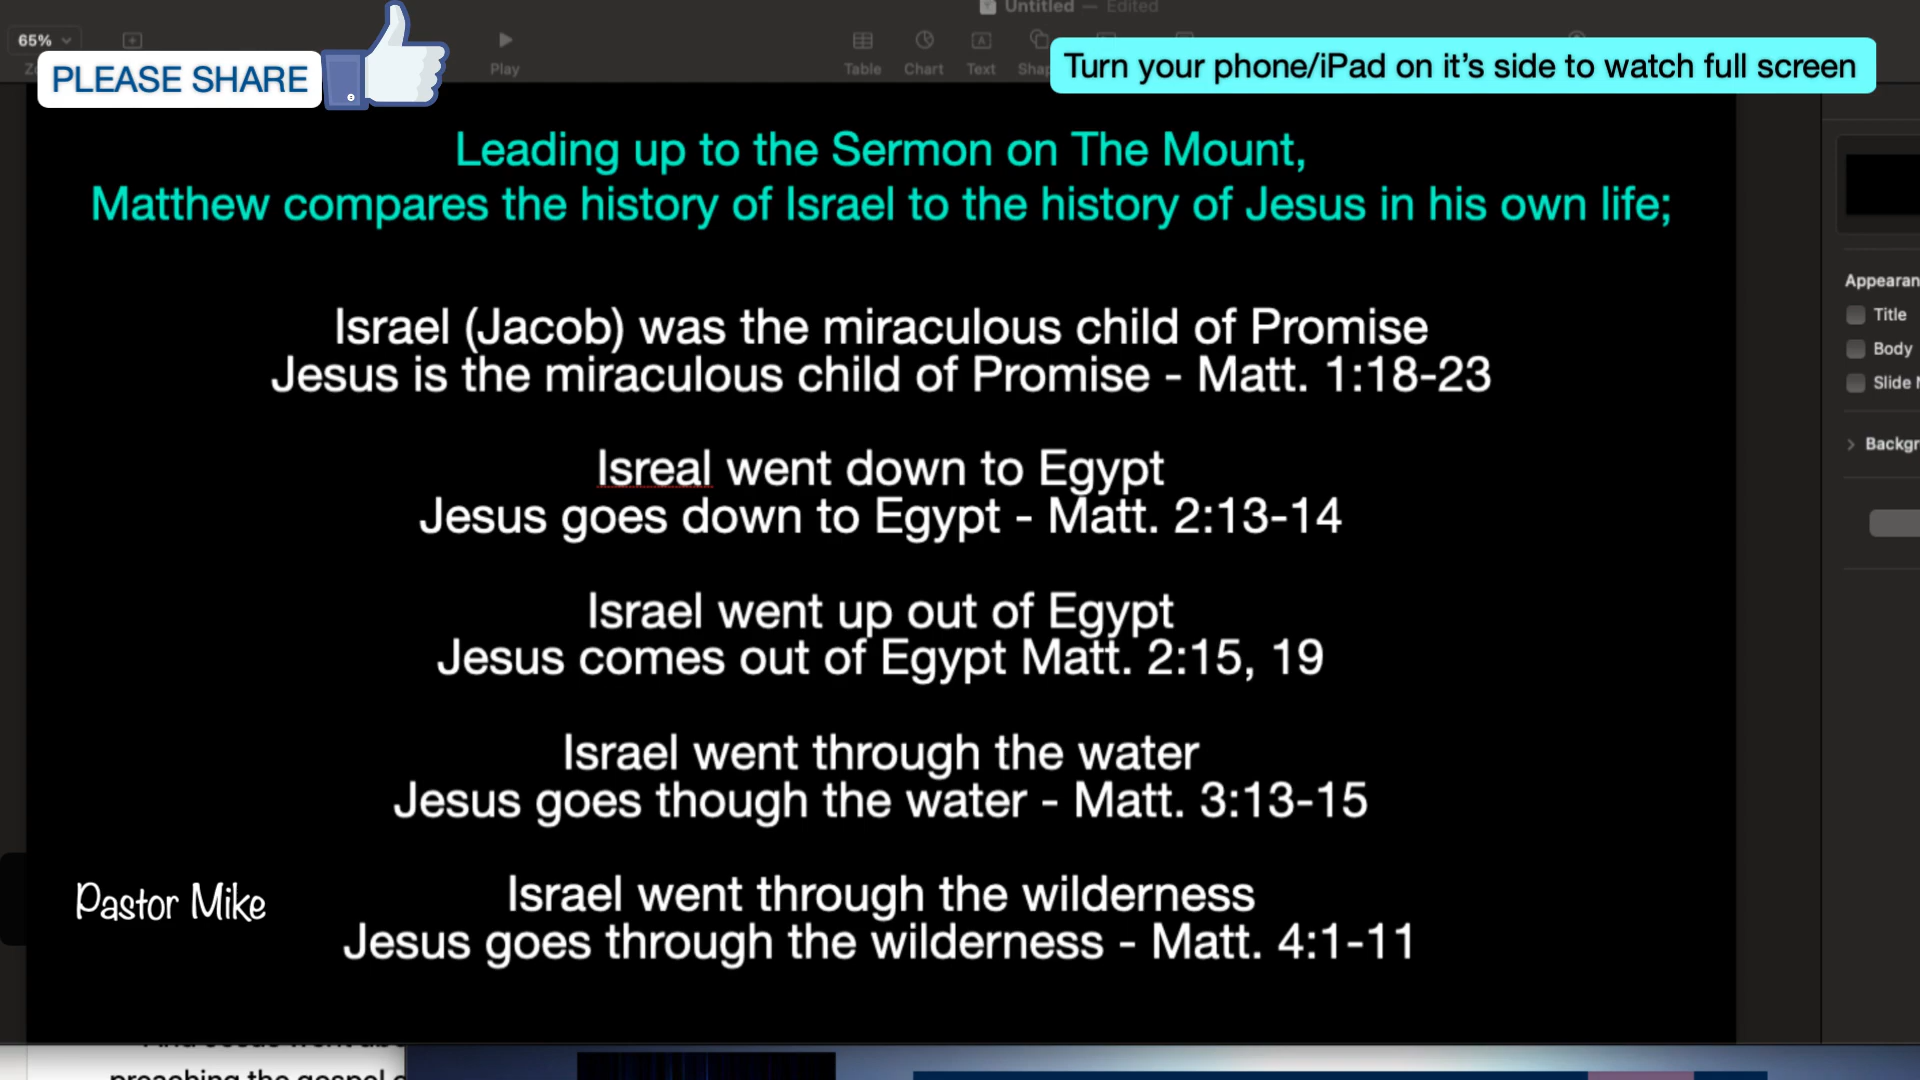 Untitled — Edited
65%
Play
Table
Chart
Text
PLEASE SHARE
Turn your phone/iPad on it's side to watch full screen
Leading up to the Sermon on The Mount,
Matthew compares the history of Israel to the history of Jesus in his own life;
Israel (Jacob) was the miraculous child of Promise
Jesus is the miraculous child of Promise - Matt. 1:18-23
Isreal went down to Egypt
Jesus goes down to Egypt - Matt. 2:13-14
Israel went up out of Egypt
Jesus comes out of Egypt Matt. 2:15, 19
Israel went through the water
Jesus goes though the water - Matt. 3:13-15
Israel went through the wilderness
Jesus goes through the wilderness - Matt. 4:1-11
Pastor Mike
Title
Body
Slide
preaching the gospel